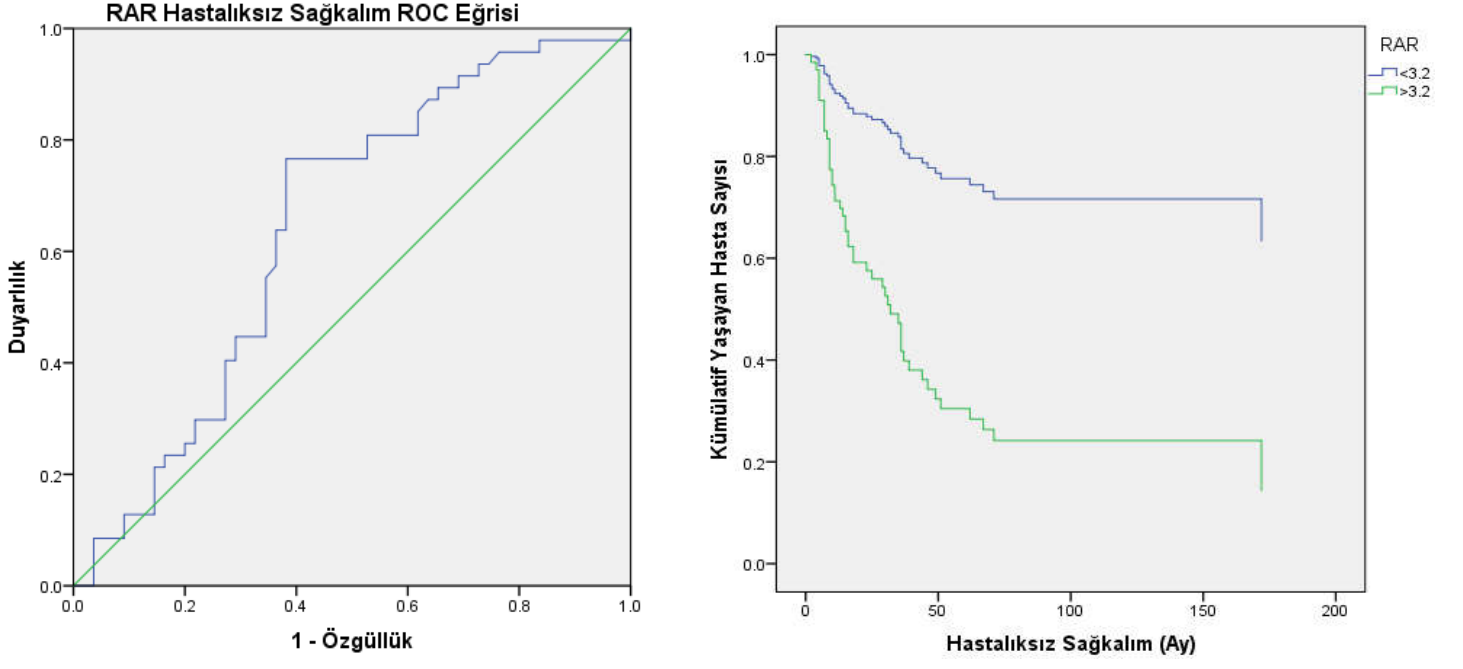 RAR Hastalıksız Sağkalım ROC Eğrisi
1.0
0.8
0.6
0.4
0.2
0.0
Duyarlılık
0.0 0.2 0.4 0.6 0.8 1.0
1 - Özgüllük
RAR
<3.2
>3.2
1.0
0.8
0.6
0.4
0.2
0.0
Kümülatif Yaşayan Hasta Sayısı
0 50 100 150 200
Hastalıksız Sağkalım (Ay)